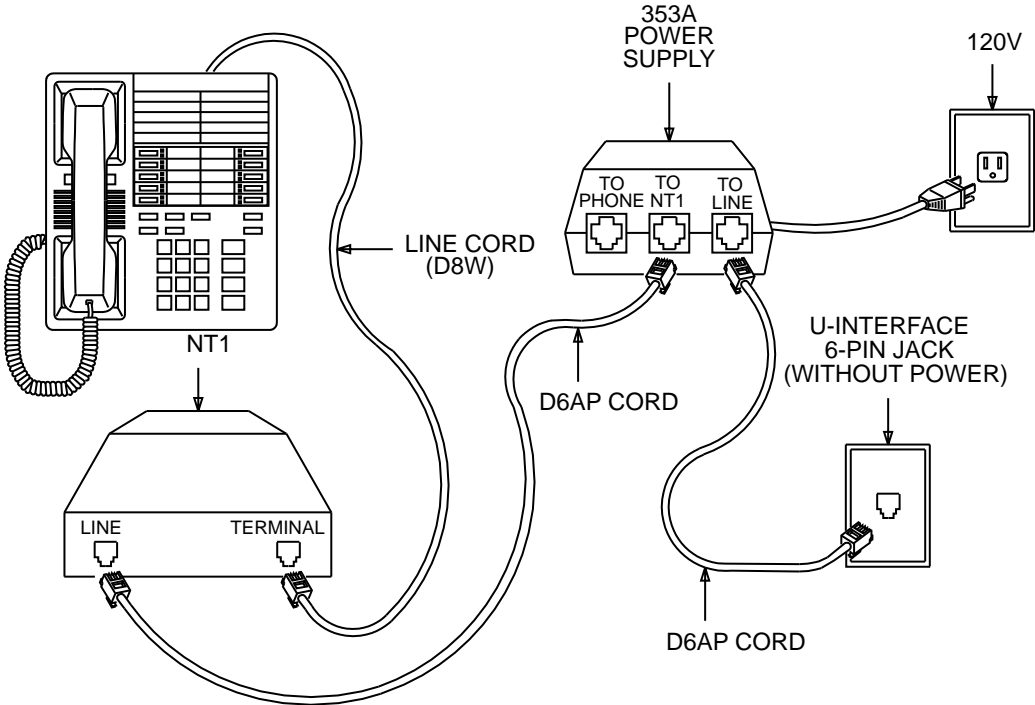 353A
POWER
SUPPLY
120V
TO
PHONE
TO
NT1
TO
LINE
LINE CORD
(D8W)
U-INTERFACE
6-PIN JACK
(WITHOUT POWER)
NT1
D6AP CORD
LINE
TERMINAL
D6AP CORD